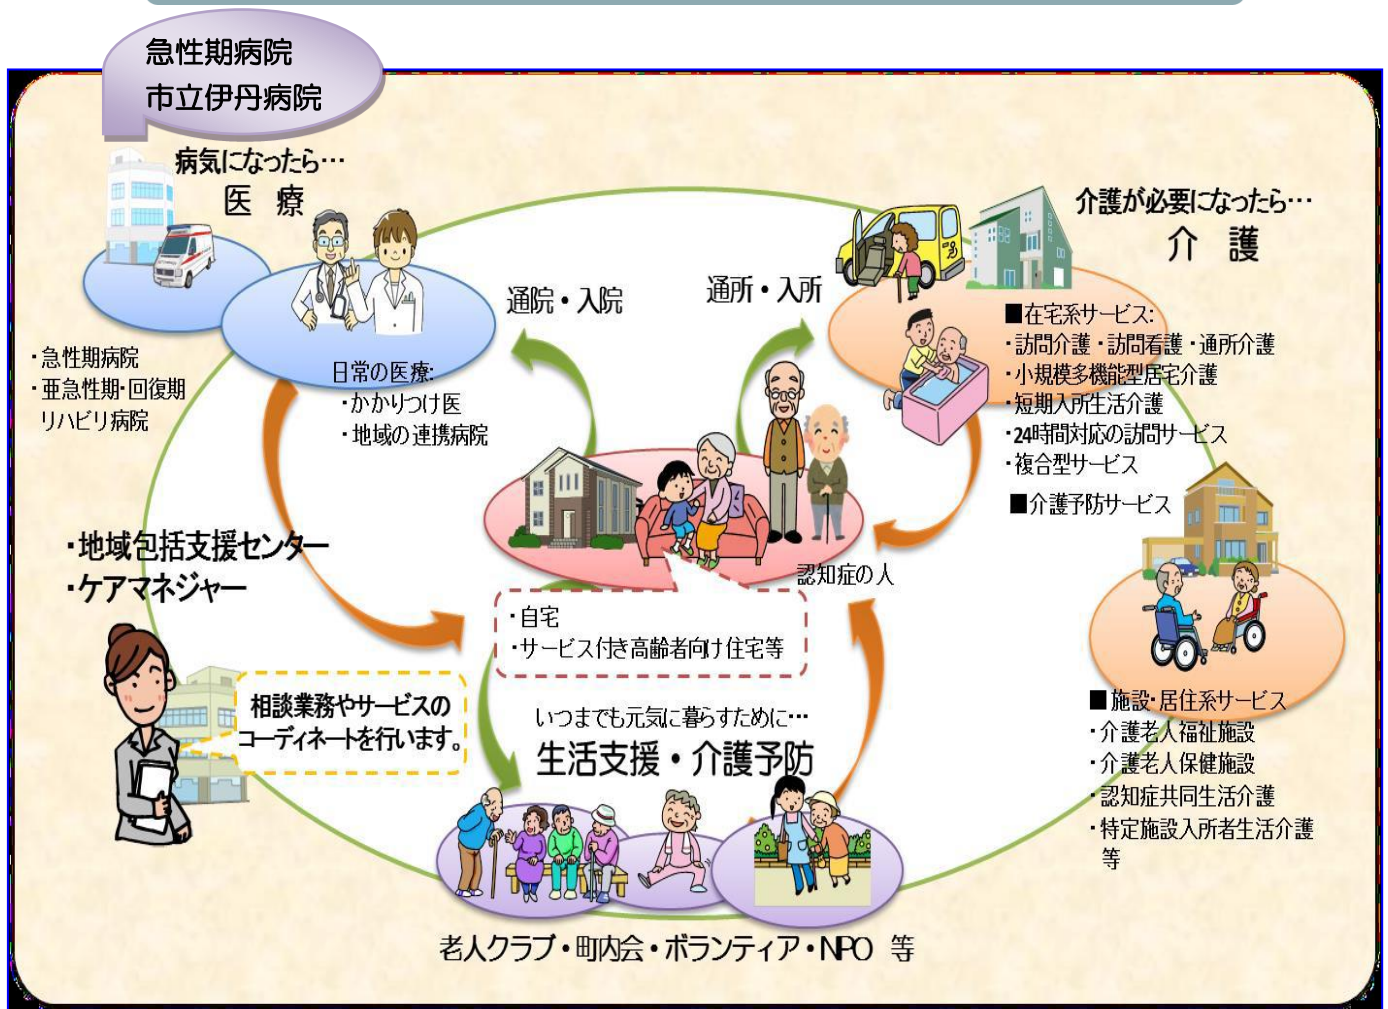 急性期病院
市立伊丹病院
病気になったら…
医 療
・急性期病院
・亜急性期・回復期
リハビリ病院
日常の医療:
・かかりつけ医
・地域の連携病院
通院・入院
通所・入所
介護が必要になったら…
介 護
■在宅系サービス:
・訪問介護・訪問看護・通所介護
・小規模多機能型居宅介護
・短期入所生活介護
・24時間対応の訪問サービス
・複合型サービス
■介護予防サービス
認知症の人
・自宅
・サービス付き高齢者向け住宅等
・地域包括支援センター
・ケアマネジャー
相談業務やサービスの
コーディネートを行います。
■施設・居住系サービス
・介護老人福祉施設
・介護老人保健施設
・認知症共同生活介護
・特定施設入所者生活介護
等
いつまでも元気に暮らすために…
生活支援・介護予防
老人クラブ・町内会・ボランティア・NPO 等